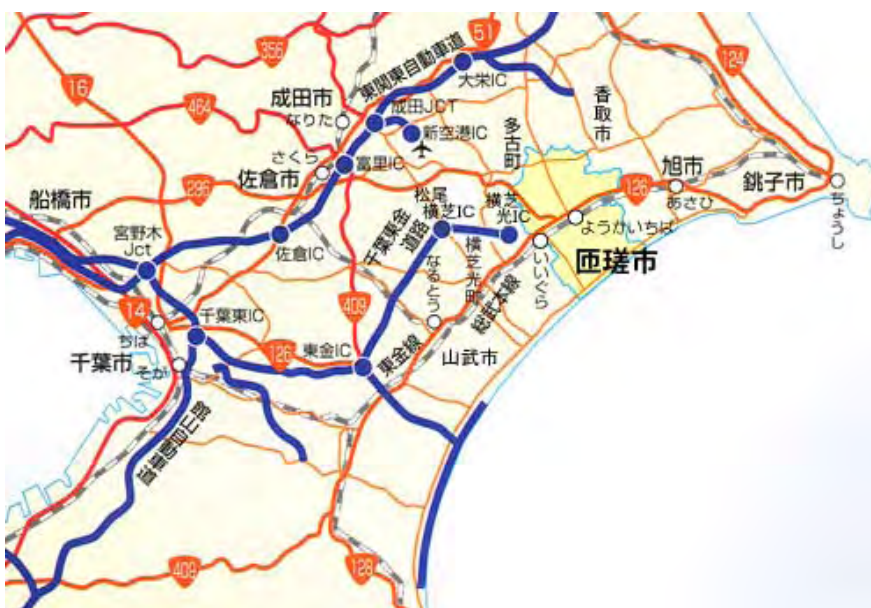 356
51
16
東関東自動車道
大栄IC
124
成田市
成田JCT
香取市
464
なりた
新空港IC
多古町
さくら
富里IC
旭市
佐倉市
296
松尾
横芝IC
横芝
光IC
126
あさひ
銚子市
船橋市
千葉東金
道路
ようかいちば
ちょうし
宮野木
Jct
佐倉IC
横芝光町
いいぐら
匝瑳市
なるとう
総武本線
14
409
千葉東IC
ちば
126
東金IC
東金線
山武市
千葉市
そが
館山自動車道
409
128